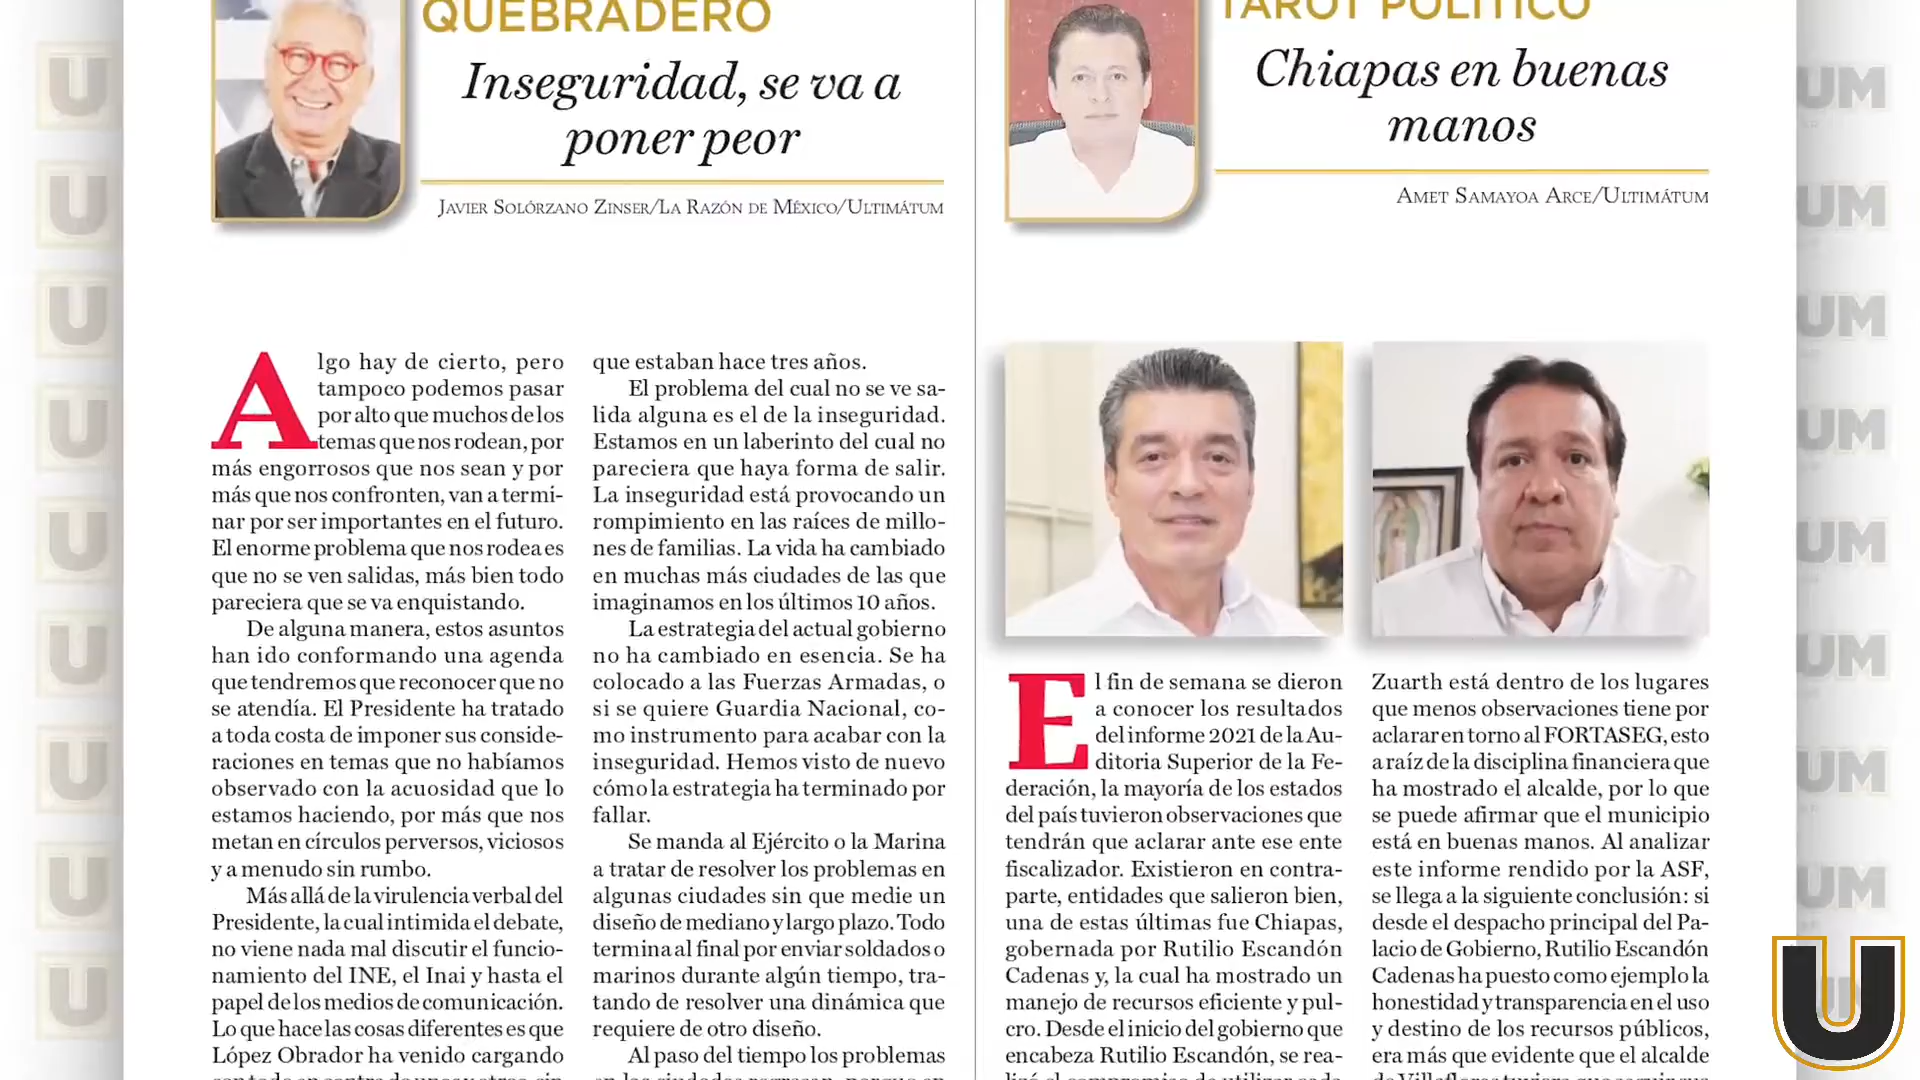 QUEBRADERO
Inseguridad, se va a
poner peor
Javier Solórzano Zinser/La Razón de México/Ultimátum
Algo hay de cierto, pero
tampoco podemos pasar
por alto que muchos de los
temas que nos rodean, por
más engorrosos que nos sean y por
más que nos confronten, van a termi-
nar por ser importantes en el futuro.
El enorme problema que nos rodea es
que no se ven salidas, más bien todo
pareciera que se va enquistando.
De alguna manera, estos asuntos
han ido conformando una agenda
que tendremos que reconocer que no
se atendía. El Presidente ha tratado
a toda costa de imponer sus conside-
raciones en temas que no habíamos
observado con la acuosidad que lo
estamos haciendo, por más que nos
metan en círculos perversos, viciosos
y a menudo sin rumbo.
Más allá de la virulencia verbal del
Presidente, la cual intimida el debate,
no viene nada mal discutir el funcio-
namiento del INE, el Inai y hasta el
papel de los medios de comunicación.
Lo que hace las cosas diferentes es que
López Obrador ha venido cargando
que estaban hace tres años.
El problema del cual no se ve sa-
lida alguna es el de la inseguridad.
Estamos en un laberinto del cual no
pareciera que haya forma de salir.
La inseguridad está provocando un
rompimiento en las raíces de millo-
nes de familias. La vida ha cambiado
en muchas más ciudades de las que
imaginamos en los últimos 10 años.
La estrategia del actual gobierno
no ha cambiado en esencia. Se ha
colocado a las Fuerzas Armadas, o
si se quiere Guardia Nacional, co-
mo instrumento para acabar con la
inseguridad. Hemos visto de nuevo
cómo la estrategia ha terminado por
fallar.
Se manda al Ejército o la Marina
a tratar de resolver los problemas en
algunas ciudades sin que medie un
diseño de mediano y largo plazo. Todo
termina al final por enviar soldados o
marinos durante algún tiempo, tra-
tando de resolver una dinámica que
requiere de otro diseño.
Al paso del tiempo los problemas
TAROT POLÍTICO
Chiapas en buenas
manos
Amet Samayoa Arce/Ultimátum
El fin de semana se dieron
a conocer los resultados
del informe 2021 de la Au-
ditoria Superior de la Fe-
deración, la mayoría de los estados
del país tuvieron observaciones que
tendrán que aclarar ante ese ente
fiscalizador. Existieron en contra-
parte, entidades que salieron bien,
una de estas últimas fue Chiapas,
gobernada por Rutilio Escandón
Cadenas y, la cual ha mostrado un
manejo de recursos eficiente y pul-
cro. Desde el inicio del gobierno que
encabeza Rutilio Escandón, se rea-
Zuarth está dentro de los lugares
que menos observaciones tiene por
aclarar en torno al FORTASEG, esto
a raíz de la disciplina financiera que
ha mostrado el alcalde, por lo que
se puede afirmar que el municipio
está en buenas manos. Al analizar
este informe rendido por la ASF,
se llega a la siguiente conclusión: si
desde el despacho principal del Pa-
lacio de Gobierno, Rutilio Escandón
Cadenas ha puesto como ejemplo la
honestidad y transparencia en el uso
y destino de los recursos públicos,
era más que evidente que el alcalde
U